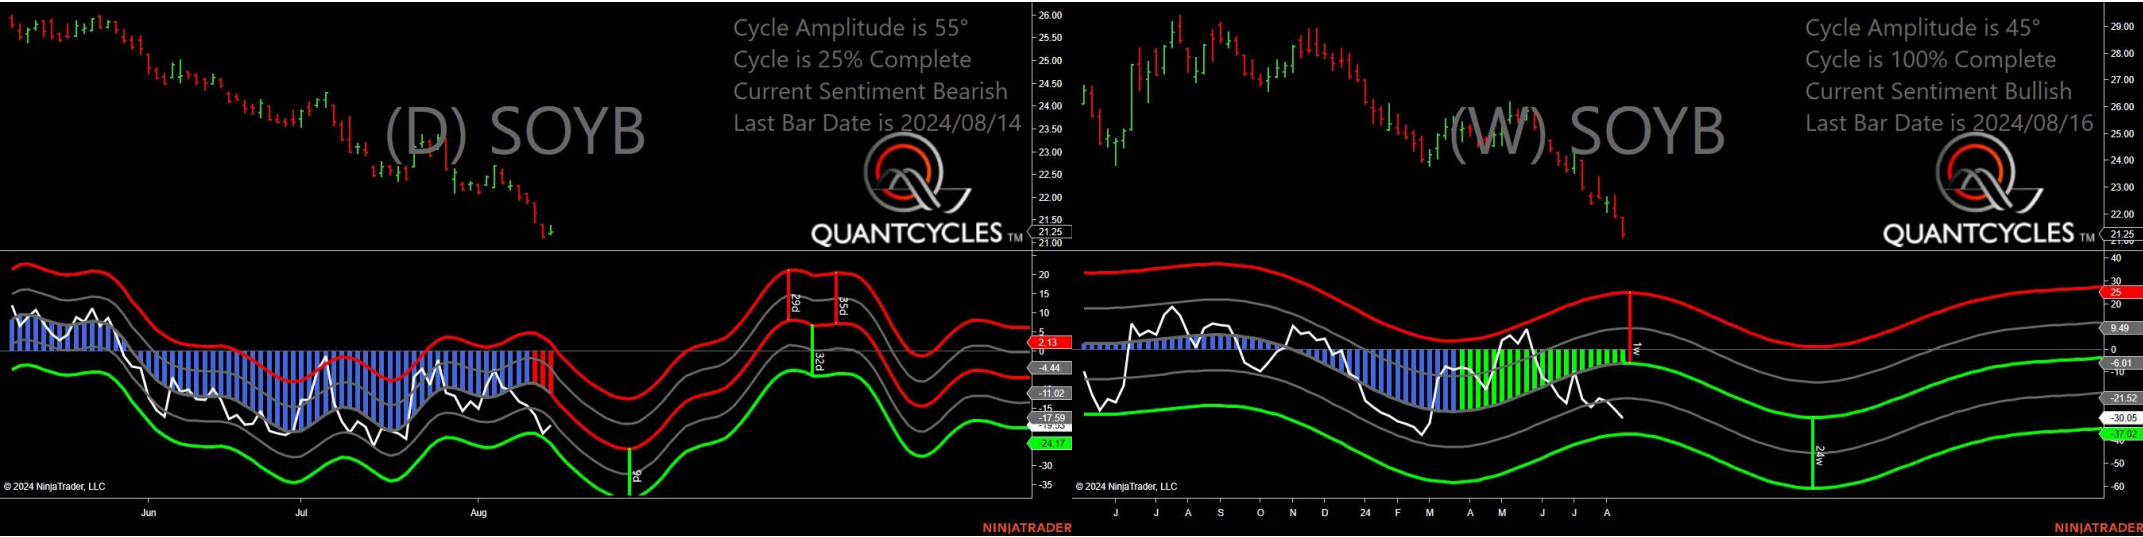 Cycle Amplitude is 55°
Cycle is 25% Complete
Current Sentiment Bearish
Last Bar Date is 2024/08/14
(D) SOYB
QUANTCYCLES TM
26.00
25.50
25.00
24.50
24.00
23.50
23.00
22.50
22.00
21.50
21.25
21.00
20
15
10
5
2.13
0
-4.44
-11.02
-15
-17.59
-24.17
-30
-35
29d
35d
32d
9d
© 2024 NinjaTrader, LLC
Jun Jul Aug
NINJATRADER
Cycle Amplitude is 45°
Cycle is 100% Complete
Current Sentiment Bullish
Last Bar Date is 2024/08/16
(W) SOYB
QUANTCYCLES TM
29.00
28.00
27.00
26.00
25.00
24.00
23.00
22.00
21.25
40
30
25
20
9.49
0
-6.01
-10
-21.52
-30.05
-37.02
-50
-60
1w
24w
© 2024 NinjaTrader, LLC
J J A S O N D 24 F M A M J J A
NINJATRADER